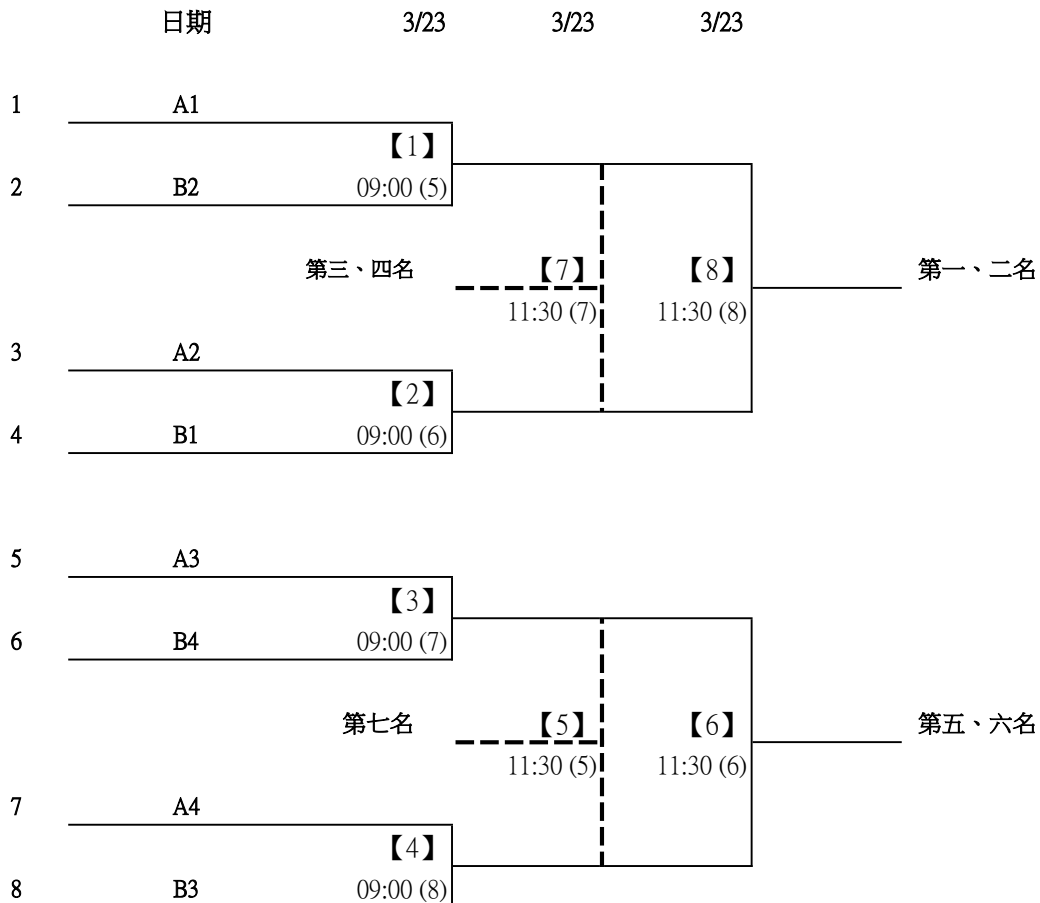 日期 3/23 3/23 3/23
1 A1
【1】
2 B2 09:00 (5)
第三、四名 【7】 【8】 第一、二名
11:30 (7) 11:30 (8)
3 A2
【2】
4 B1 09:00 (6)
5 A3
【3】
6 B4 09:00 (7)
第七名 【5】 【6】 第五、六名
11:30 (5) 11:30 (6)
7 A4
【4】
8 B3 09:00 (8)